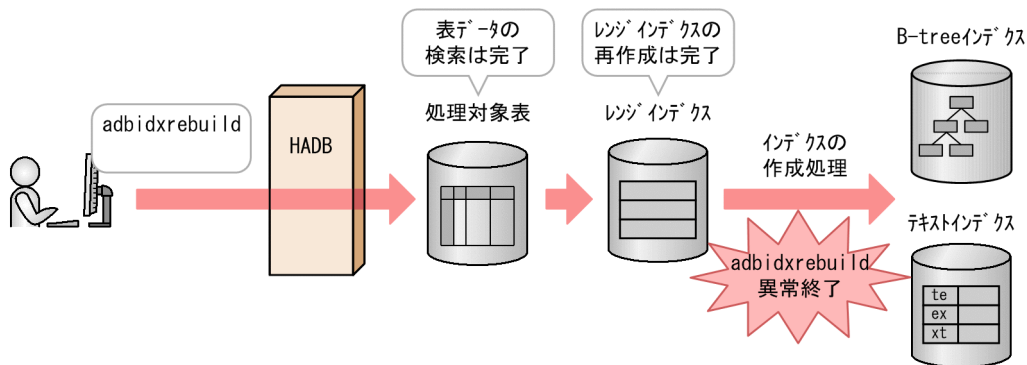 adbidxrebuild
HADB
表ﾃﾞｰﾀの
検索は完了
処理対象表
ﾚﾝｼﾞｲﾝﾃﾞｸｽの
再作成は完了
ﾚﾝｼﾞｲﾝﾃﾞｸｽ
ｲﾝﾃﾞｸｽの
作成処理
adbidxrebuild
異常終了
B-treeｲﾝﾃﾞｸｽ
ﾃｷｽﾄｲﾝﾃﾞｸｽ
te
ex
xt